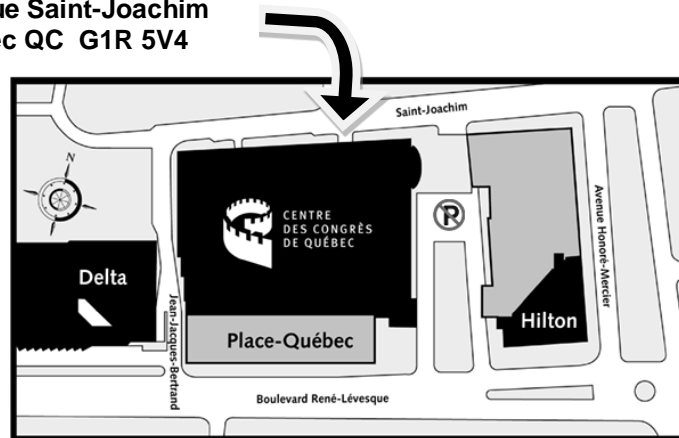 ue Saint-Joachim
ec QC G1R 5V4
Saint-Joachim
N
CENTRE
DES CONGRÈS
DE QUÉBEC
P
Avenue Honoré-Mercier
Delta
Jean-Jacques-Bertrand
Place-Québec
Hilton
Boulevard René-Lévesque